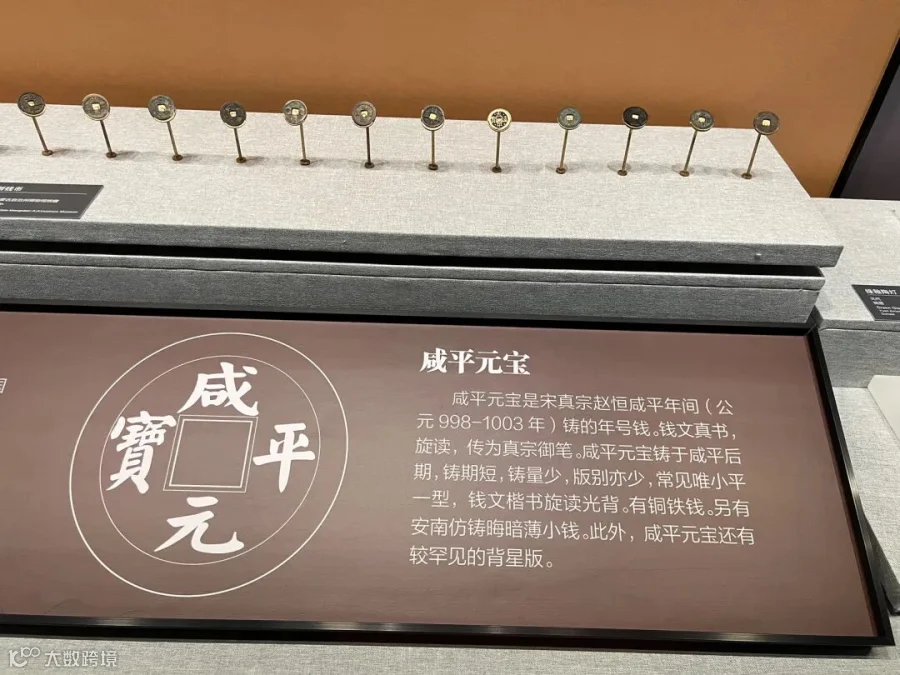 咸
平
元
寳
咸平元宝
咸平元宝是宋真宗赵恒咸平年间（公
元 998-1003 年）铸的年号钱。钱文真书，
旋读，传为真宗御笔。咸平元宝铸于咸平后
期，铸期短，铸量少，版别亦少，常见唯小平
一型，钱文楷书旋读光背。有铜铁钱。另有
安南仿铸晦暗薄小钱。此外，咸平元宝还有
较罕见的背星版。
大数跨境